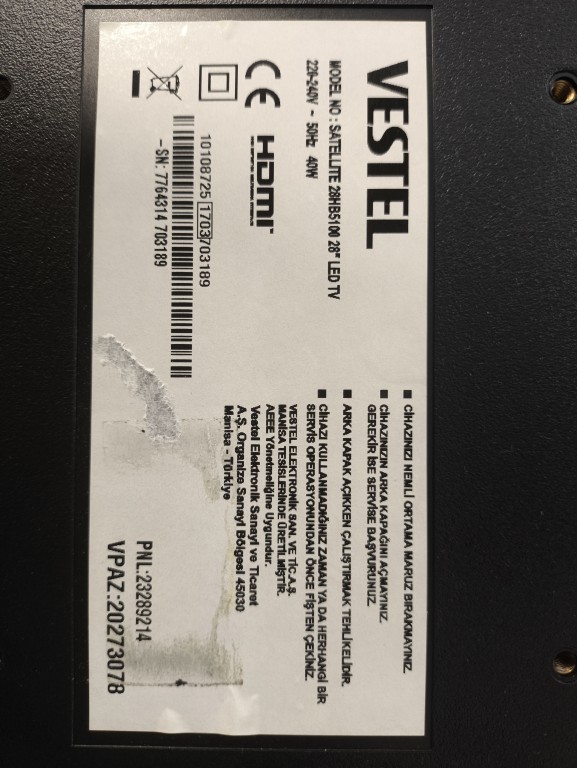 VESTEL
MODEL NO : SATELLITE 28HB5100 28" LED TV
220-240V ~ 50Hz 40W
CE HDMI
10108725 1703 703189
-SN: 7764314 703189
■ CİHAZINIZI NEMLİ ORTAMA MARUZ BIRAKMAYINIZ.
■ CİHAZINIZIN ARKA KAPAĞINI AÇMAYINIZ.
GEREKİR İSE SERVİSE BAŞVURUNUZ.
■ ARKA KAPAK AÇIKKEN ÇALIŞTIRMAK TEHLİKELİDİR.
■ CİHAZI KULLANMADIĞINIZ ZAMAN YA DA HERHANGİ BİR
SERVİS OPERASYONUNDAN ÖNCE FİŞTEN ÇEKİNİZ.
VESTEL ELEKTRONİK SAN. VE TİC.A.Ş.
MANİSA TESİSLERİNDE ÜRETİLMİŞTİR.
AEEE Yönetmeliğine Uygundur.
Vestel Elektronik Sanayi ve Ticaret
A.Ş. Organize Sanayi Bölgesi 45030
Manisa - Türkiye
PNL:23289214
VPAZ:20273078